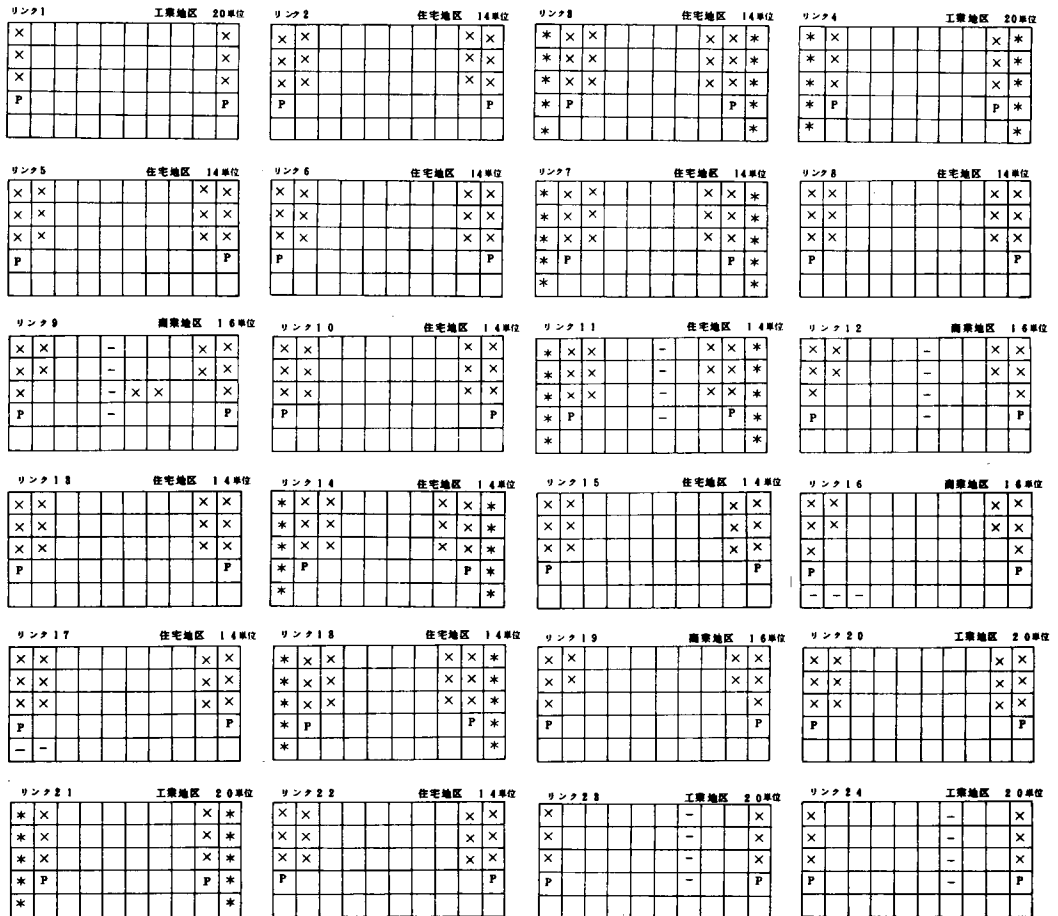 リンク1 工業地区 20単位
× ×
× ×
× ×
P P
リンク2 住宅地区 14単位
× × × ×
× × × ×
× × × ×
P P
リンク3 住宅地区 14単位
* × × × × *
* × × × × *
* × × × × *
* P P *
* *
リンク4 工業地区 20単位
* × × *
* × × *
* × × *
* P P *
* *
リンク5 住宅地区 14単位
× × × ×
× × × ×
× × × ×
P P
リンク6 住宅地区 14単位
× × × ×
× × × ×
× × × ×
P P
リンク7 住宅地区 14単位
* × × × × *
* × × × × *
* × × × × *
* P P *
* *
リンク8 住宅地区 14単位
× × × ×
× × × ×
× × × ×
P P
リンク9 商業地区 16単位
× × − × ×
× × − × ×
× − × × ×
P − P
リンク10 住宅地区 14単位
× × × ×
× × × ×
× × × ×
P P
リンク11 住宅地区 14単位
* × × − × × *
* × × − × × *
* × × − × × *
* P − P *
* *
リンク12 商業地区 16単位
× × − × ×
× × − × ×
× − ×
P − P
リンク13 住宅地区 14単位
× × × ×
× × × ×
× × × ×
P P
リンク14 住宅地区 14単位
* × × × × *
* × × × × *
* × × × × *
* P P *
* *
リンク15 住宅地区 14単位
× × × ×
× × × ×
× × × ×
P P
リンク16 商業地区 16単位
× × × ×
× × × ×
× ×
P P
− − −
リンク17 住宅地区 14単位
× × × ×
× × × ×
× × × ×
P P
− −
リンク18 住宅地区 14単位
* × × × × *
* × × × × *
* × × × × *
* P P *
* *
リンク19 商業地区 16単位
× × × ×
× × × ×
× ×
P P
リンク20 工業地区 20単位
× × × ×
× × × ×
× × × ×
P P
リンク21 工業地区 20単位
* × × *
* × × *
* × × *
* P P *
* *
リンク22 住宅地区 14単位
× × × ×
× × × ×
× × × ×
P P
リンク23 工業地区 20単位
× − ×
× − ×
× − ×
P − P
リンク24 工業地区 20単位
× − ×
× − ×
× − ×
P − P